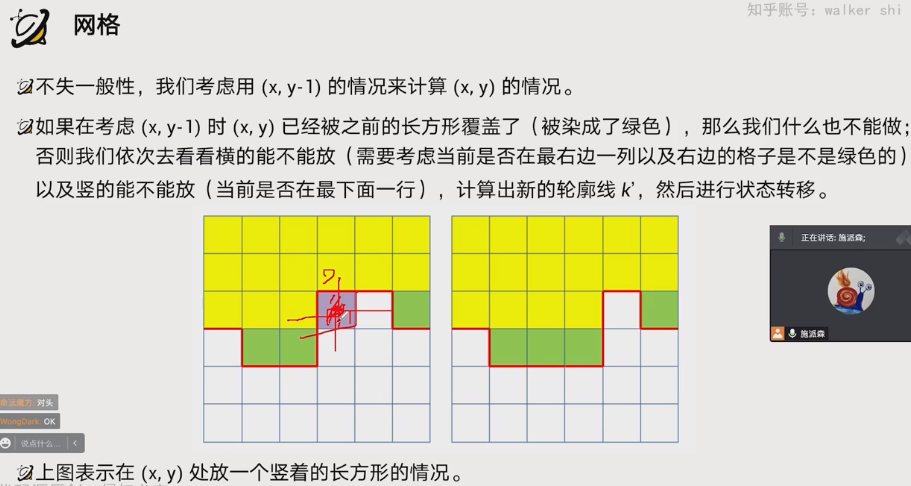 知乎账号：walker shi
网格
不失一般性，我们考虑用 (x, y-1) 的情况来计算 (x, y) 的情况。
如果在考虑 (x, y-1) 时 (x, y) 已经被之前的长方形覆盖了（被染成了绿色），那么我们什么也不能做；
否则我们依次去看看横的能不能放（需要考虑当前是否在最右边一列以及右边的格子是不是绿色的）
以及竖的能不能放（当前是否在最下面一行），计算出新的轮廓线 k’，然后进行状态转移。
正在讲话: 施派森;
施派森
对头
WongDark: OK
说点什么...
上图表示在 (x, y) 处放一个竖着的长方形的情况。